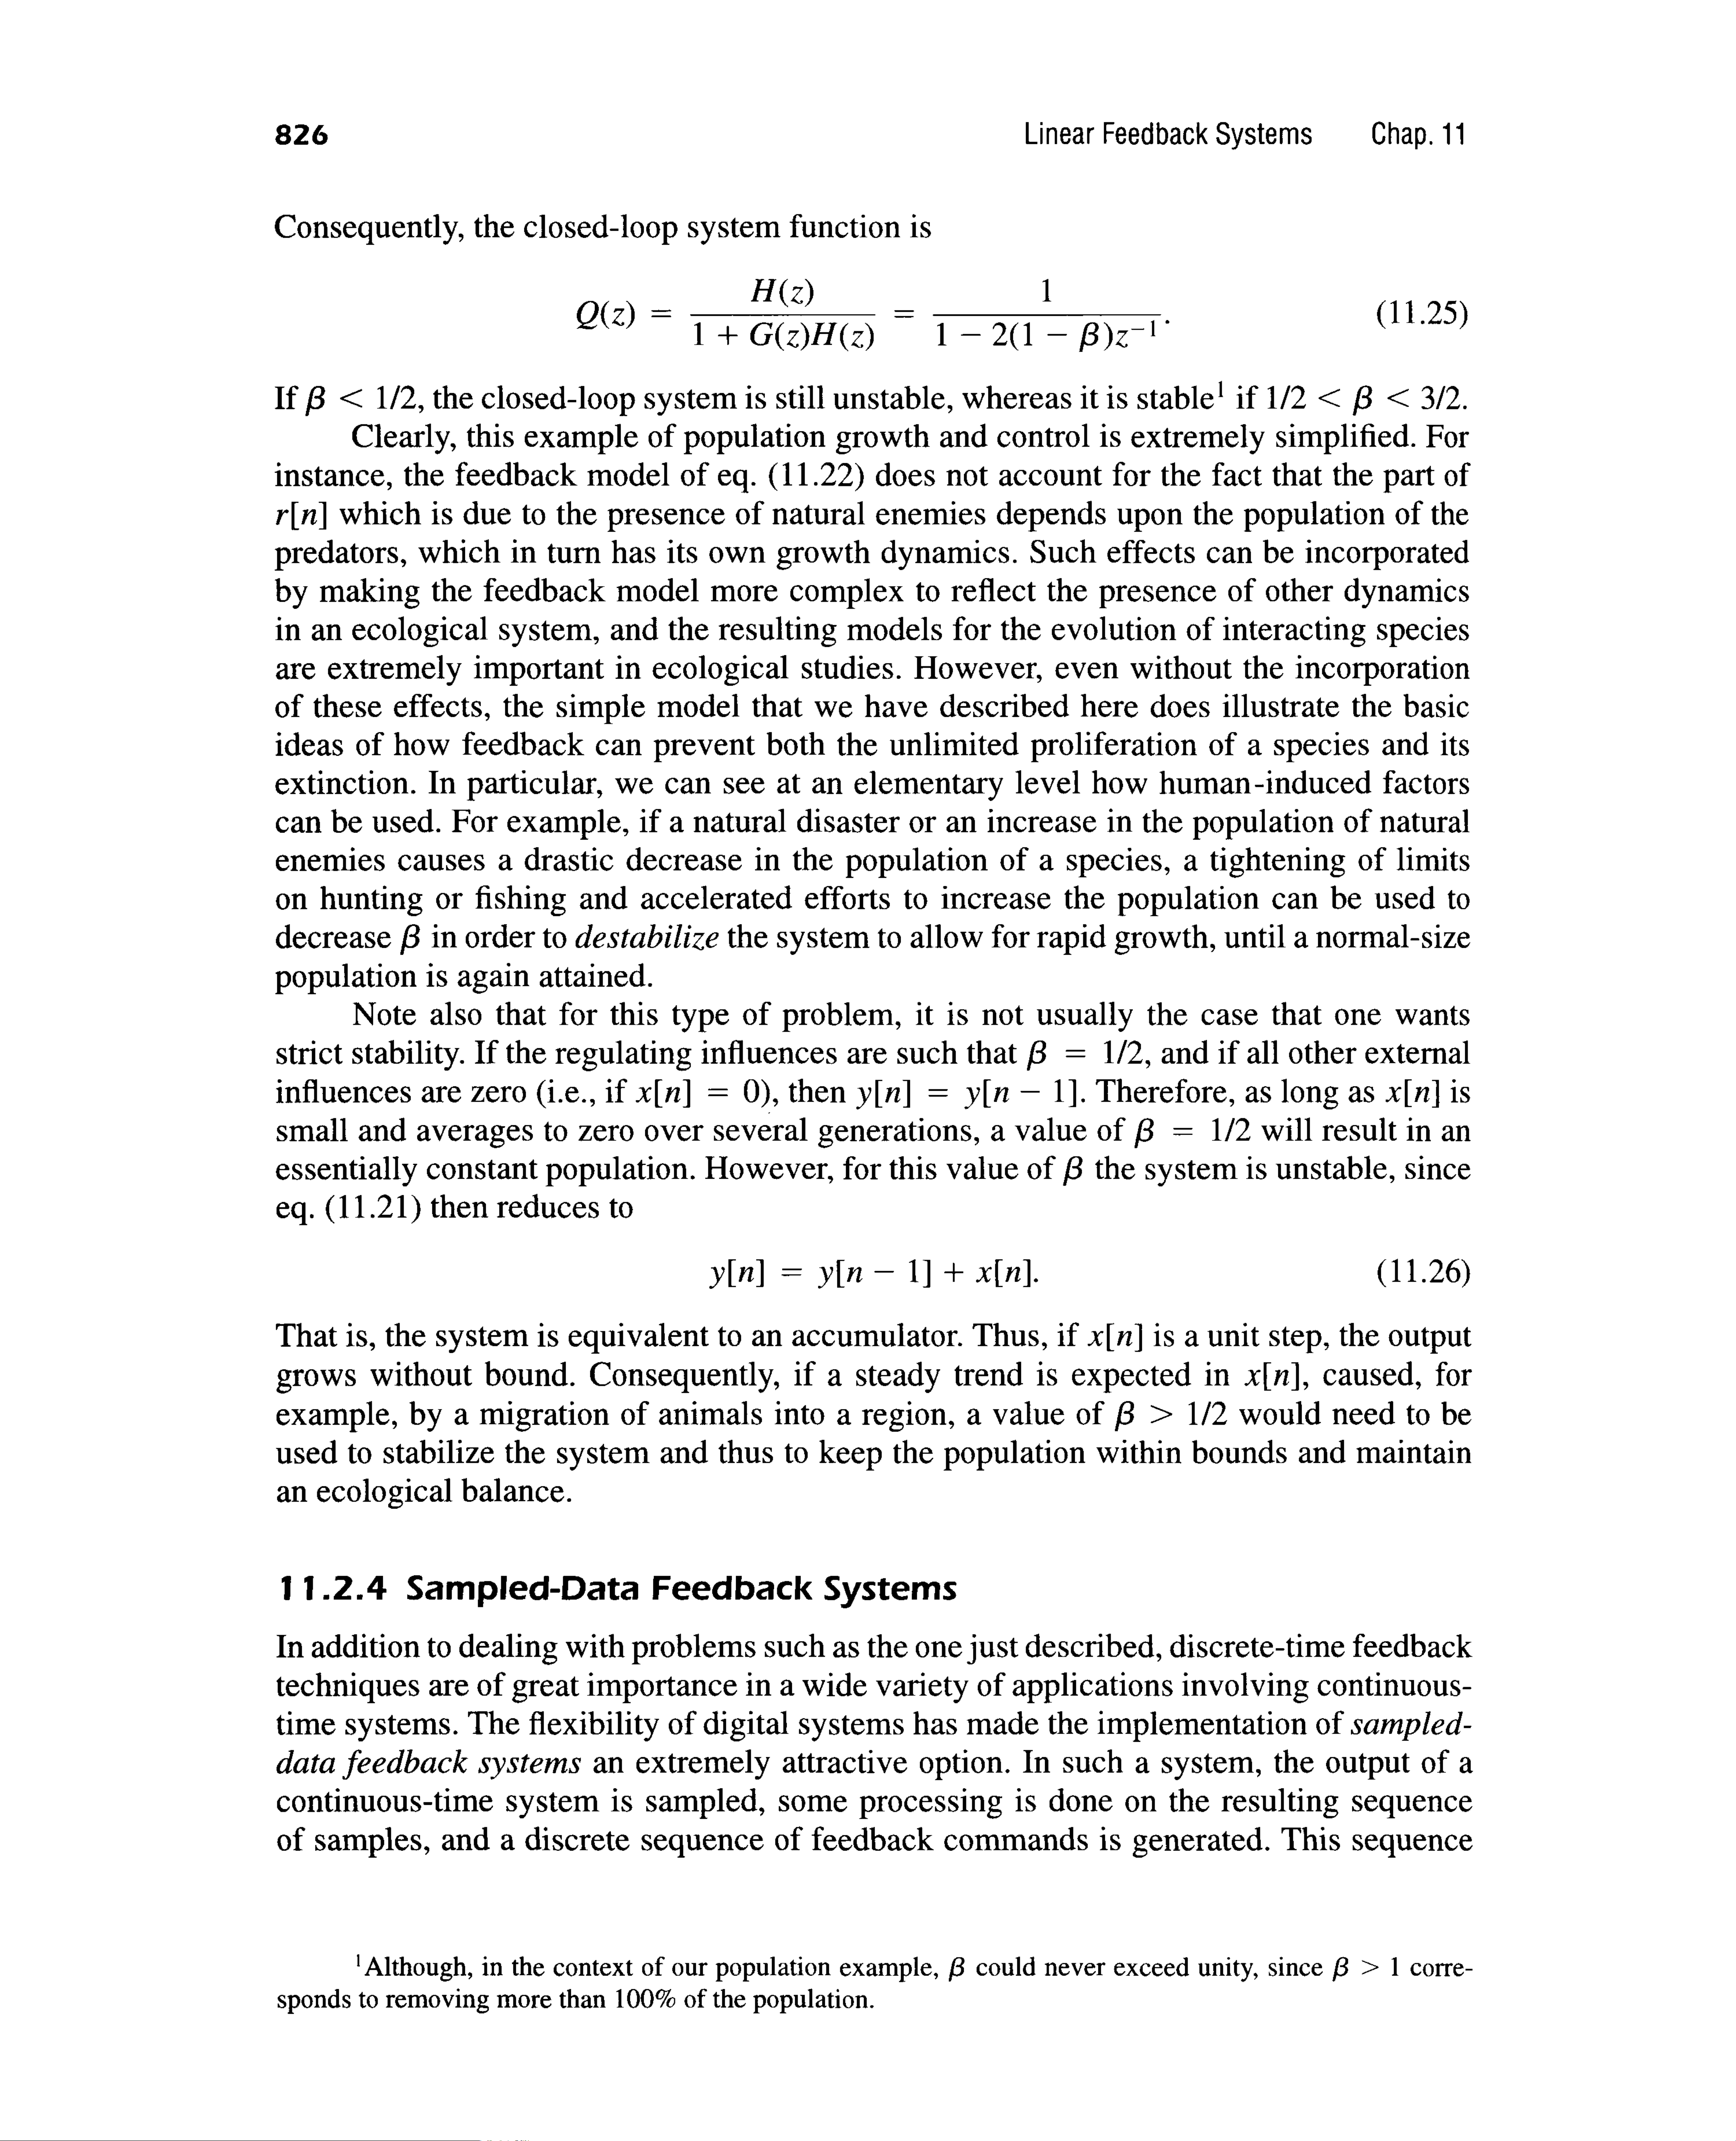 826 Linear Feedback Systems Chap. 11
Consequently, the closed-loop system function is
Q(z) = H(z) / (1 + G(z)H(z)) = 1 / (1 − 2(1 − β)z⁻¹). (11.25)
If β < 1/2, the closed-loop system is still unstable, whereas it is stable¹ if 1/2 < β < 3/2.
Clearly, this example of population growth and control is extremely simplified. For
instance, the feedback model of eq. (11.22) does not account for the fact that the part of
r[n] which is due to the presence of natural enemies depends upon the population of the
predators, which in turn has its own growth dynamics. Such effects can be incorporated
by making the feedback model more complex to reflect the presence of other dynamics
in an ecological system, and the resulting models for the evolution of interacting species
are extremely important in ecological studies. However, even without the incorporation
of these effects, the simple model that we have described here does illustrate the basic
ideas of how feedback can prevent both the unlimited proliferation of a species and its
extinction. In particular, we can see at an elementary level how human-induced factors
can be used. For example, if a natural disaster or an increase in the population of natural
enemies causes a drastic decrease in the population of a species, a tightening of limits
on hunting or fishing and accelerated efforts to increase the population can be used to
decrease β in order to destabilize the system to allow for rapid growth, until a normal-size
population is again attained.
Note also that for this type of problem, it is not usually the case that one wants
strict stability. If the regulating influences are such that β = 1/2, and if all other external
influences are zero (i.e., if x[n] = 0), then y[n] = y[n − 1]. Therefore, as long as x[n] is
small and averages to zero over several generations, a value of β = 1/2 will result in an
essentially constant population. However, for this value of β the system is unstable, since
eq. (11.21) then reduces to
y[n] = y[n − 1] + x[n]. (11.26)
That is, the system is equivalent to an accumulator. Thus, if x[n] is a unit step, the output
grows without bound. Consequently, if a steady trend is expected in x[n], caused, for
example, by a migration of animals into a region, a value of β > 1/2 would need to be
used to stabilize the system and thus to keep the population within bounds and maintain
an ecological balance.
11.2.4 Sampled-Data Feedback Systems
In addition to dealing with problems such as the one just described, discrete-time feedback
techniques are of great importance in a wide variety of applications involving continuous-
time systems. The flexibility of digital systems has made the implementation of sampled-
data feedback systems an extremely attractive option. In such a system, the output of a
continuous-time system is sampled, some processing is done on the resulting sequence
of samples, and a discrete sequence of feedback commands is generated. This sequence
¹Although, in the context of our population example, β could never exceed unity, since β > 1 corre-
sponds to removing more than 100% of the population.